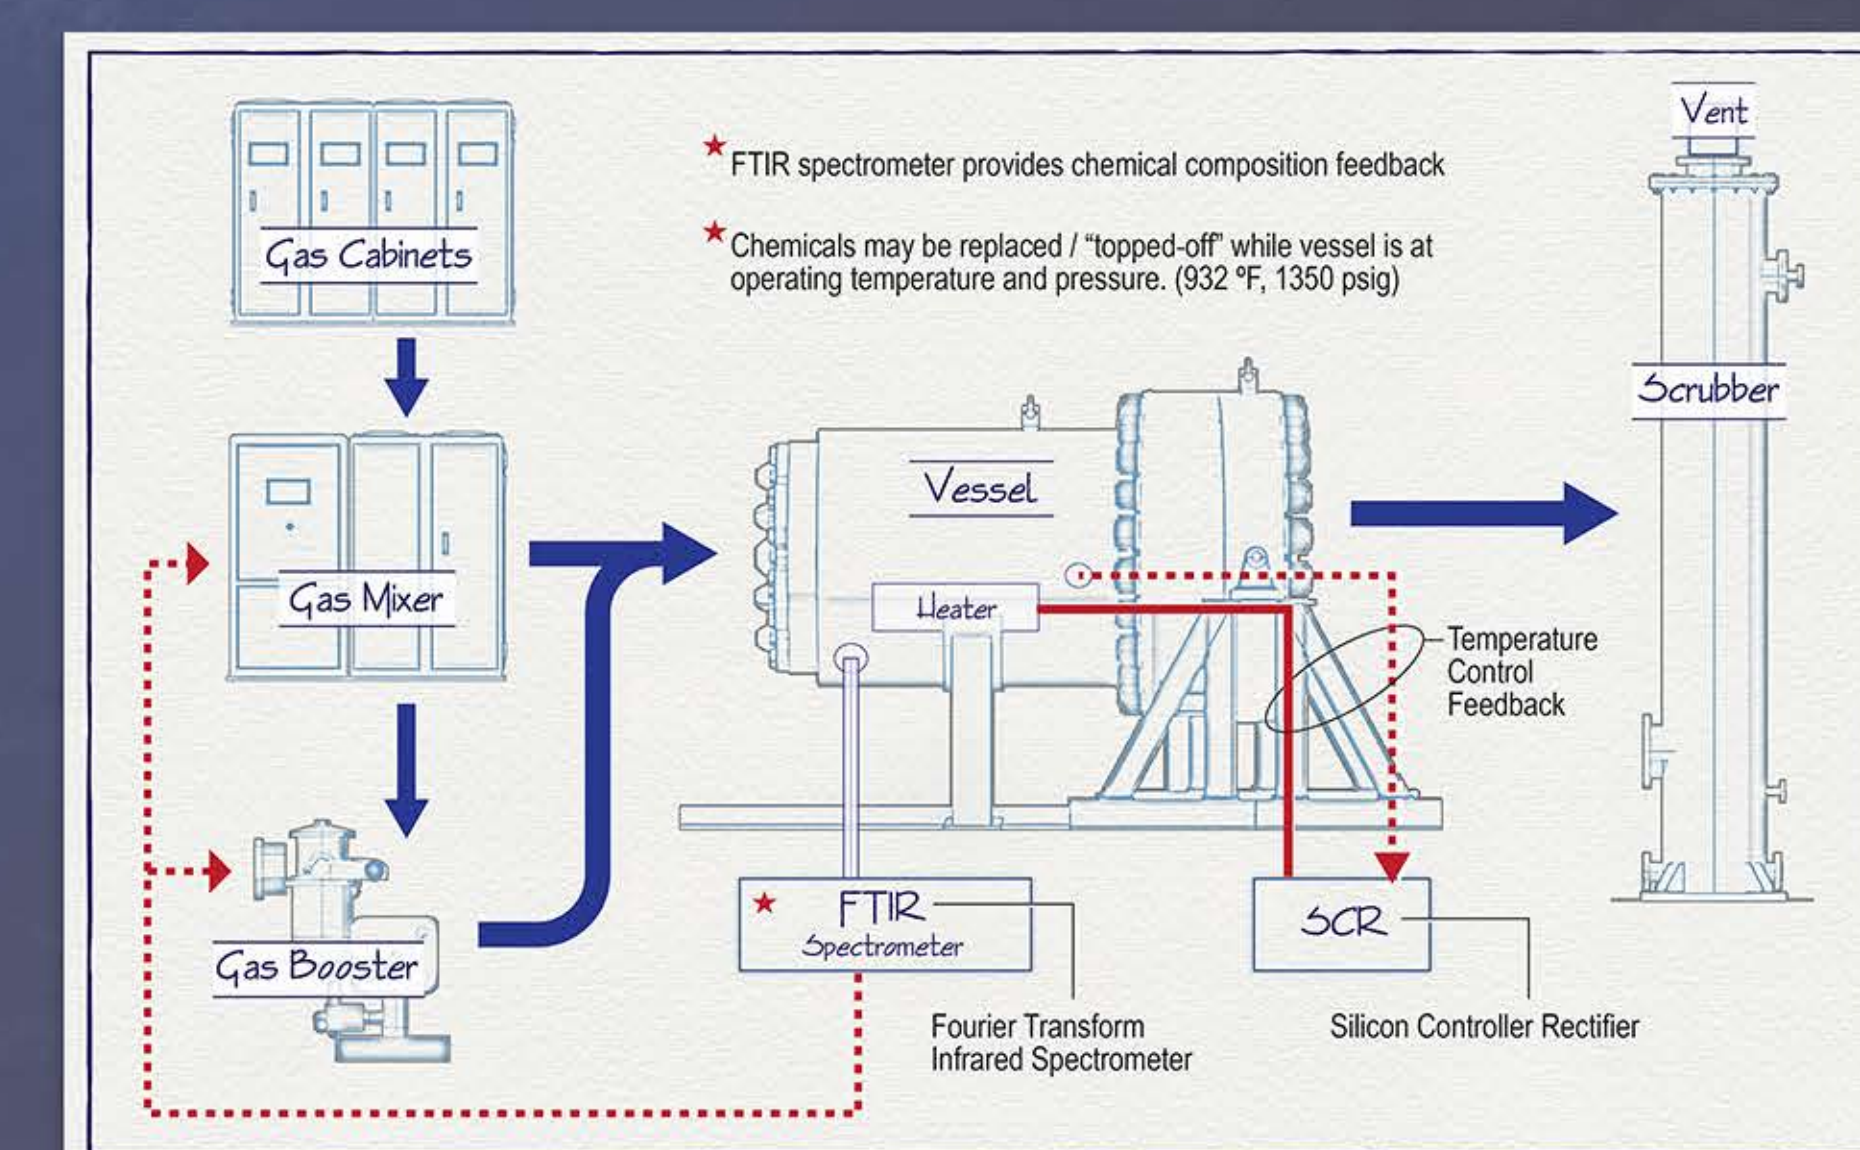 Gas Cabinets
FTIR spectrometer provides chemical composition feedback
Chemicals may be replaced / “topped-off” while vessel is at
operating temperature and pressure. (932 ºF, 1350 psig)
Vent
Scrubber
Vessel
Gas Mixer
Heater
Temperature
Control
Feedback
Gas Booster
FTIR
Spectrometer
SCR
Fourier Transform
Infrared Spectrometer
Silicon Controller Rectifier